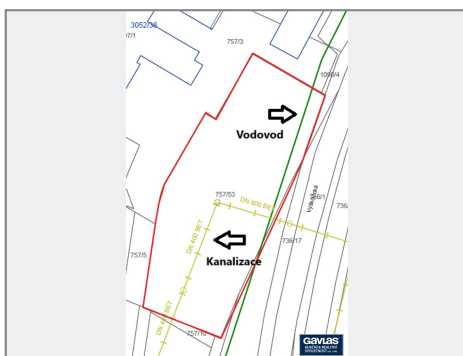 3052/38
757/3
1098/4
Vodovod
757/53
DN 800 BET
736/17
DN 400 BET
Kanalizace
757/5
757/10
GAVLAS